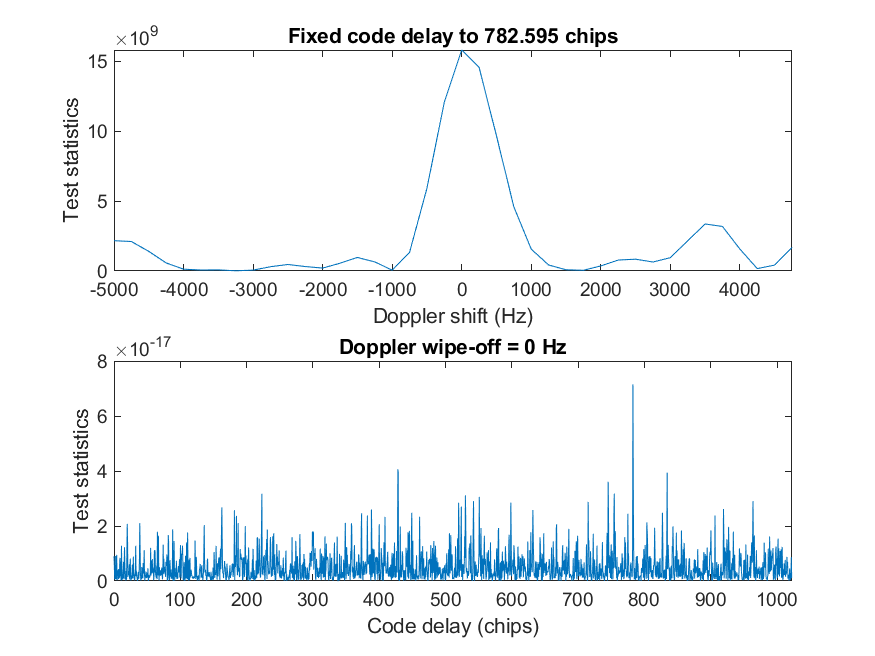 Fixed code delay to 782.595 chips
×10^9
15
10
5
0
Test statistics
-5000 -4000 -3000 -2000 -1000 0 1000 2000 3000 4000
Doppler shift (Hz)
Doppler wipe-off = 0 Hz
×10^-17
8
6
4
2
0
Test statistics
0 100 200 300 400 500 600 700 800 900 1000
Code delay (chips)